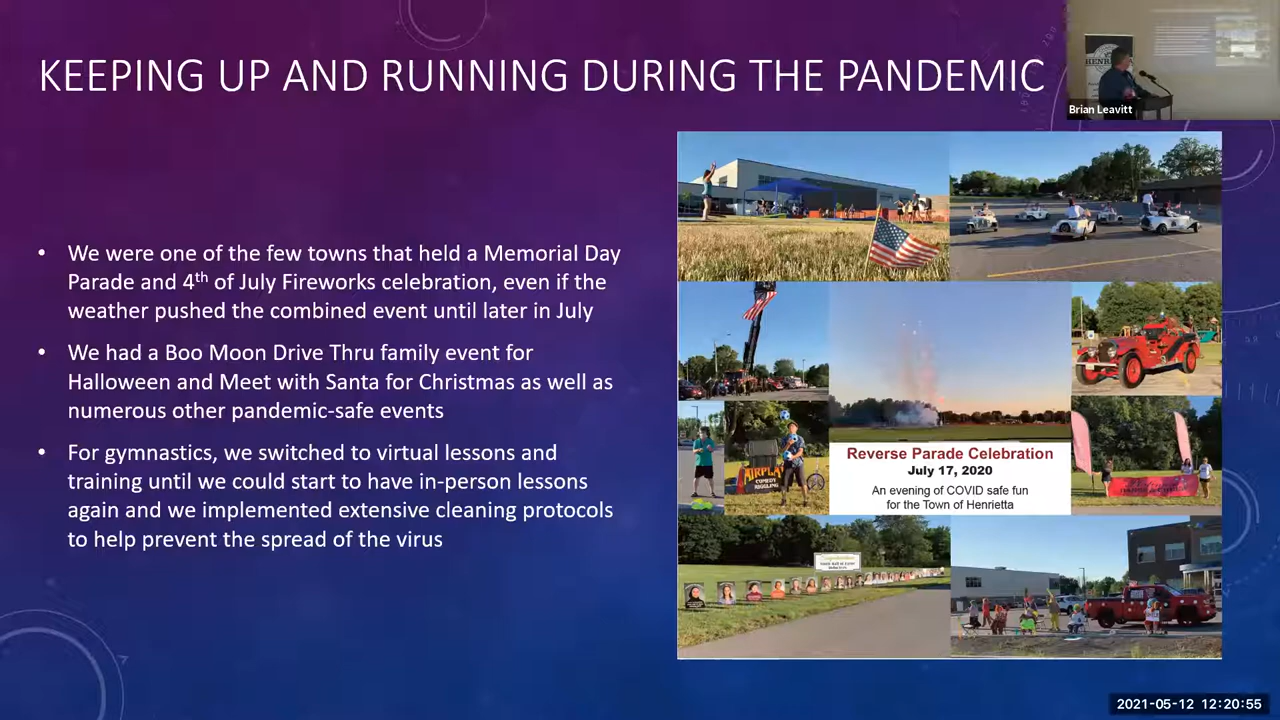 KEEPING UP AND RUNNING DURING THE PANDEMIC
HENR
Brian Leavitt
• We were one of the few towns that held a Memorial Day
Parade and 4th of July Fireworks celebration, even if the
weather pushed the combined event until later in July
• We had a Boo Moon Drive Thru family event for
Halloween and Meet with Santa for Christmas as well as
numerous other pandemic-safe events
• For gymnastics, we switched to virtual lessons and
training until we could start to have in-person lessons
again and we implemented extensive cleaning protocols
to help prevent the spread of the virus
COMEDY
JUGGLING
Reverse Parade Celebration
July 17, 2020
An evening of COVID safe fun
for the Town of Henrietta
2021-05-12 12:20:55